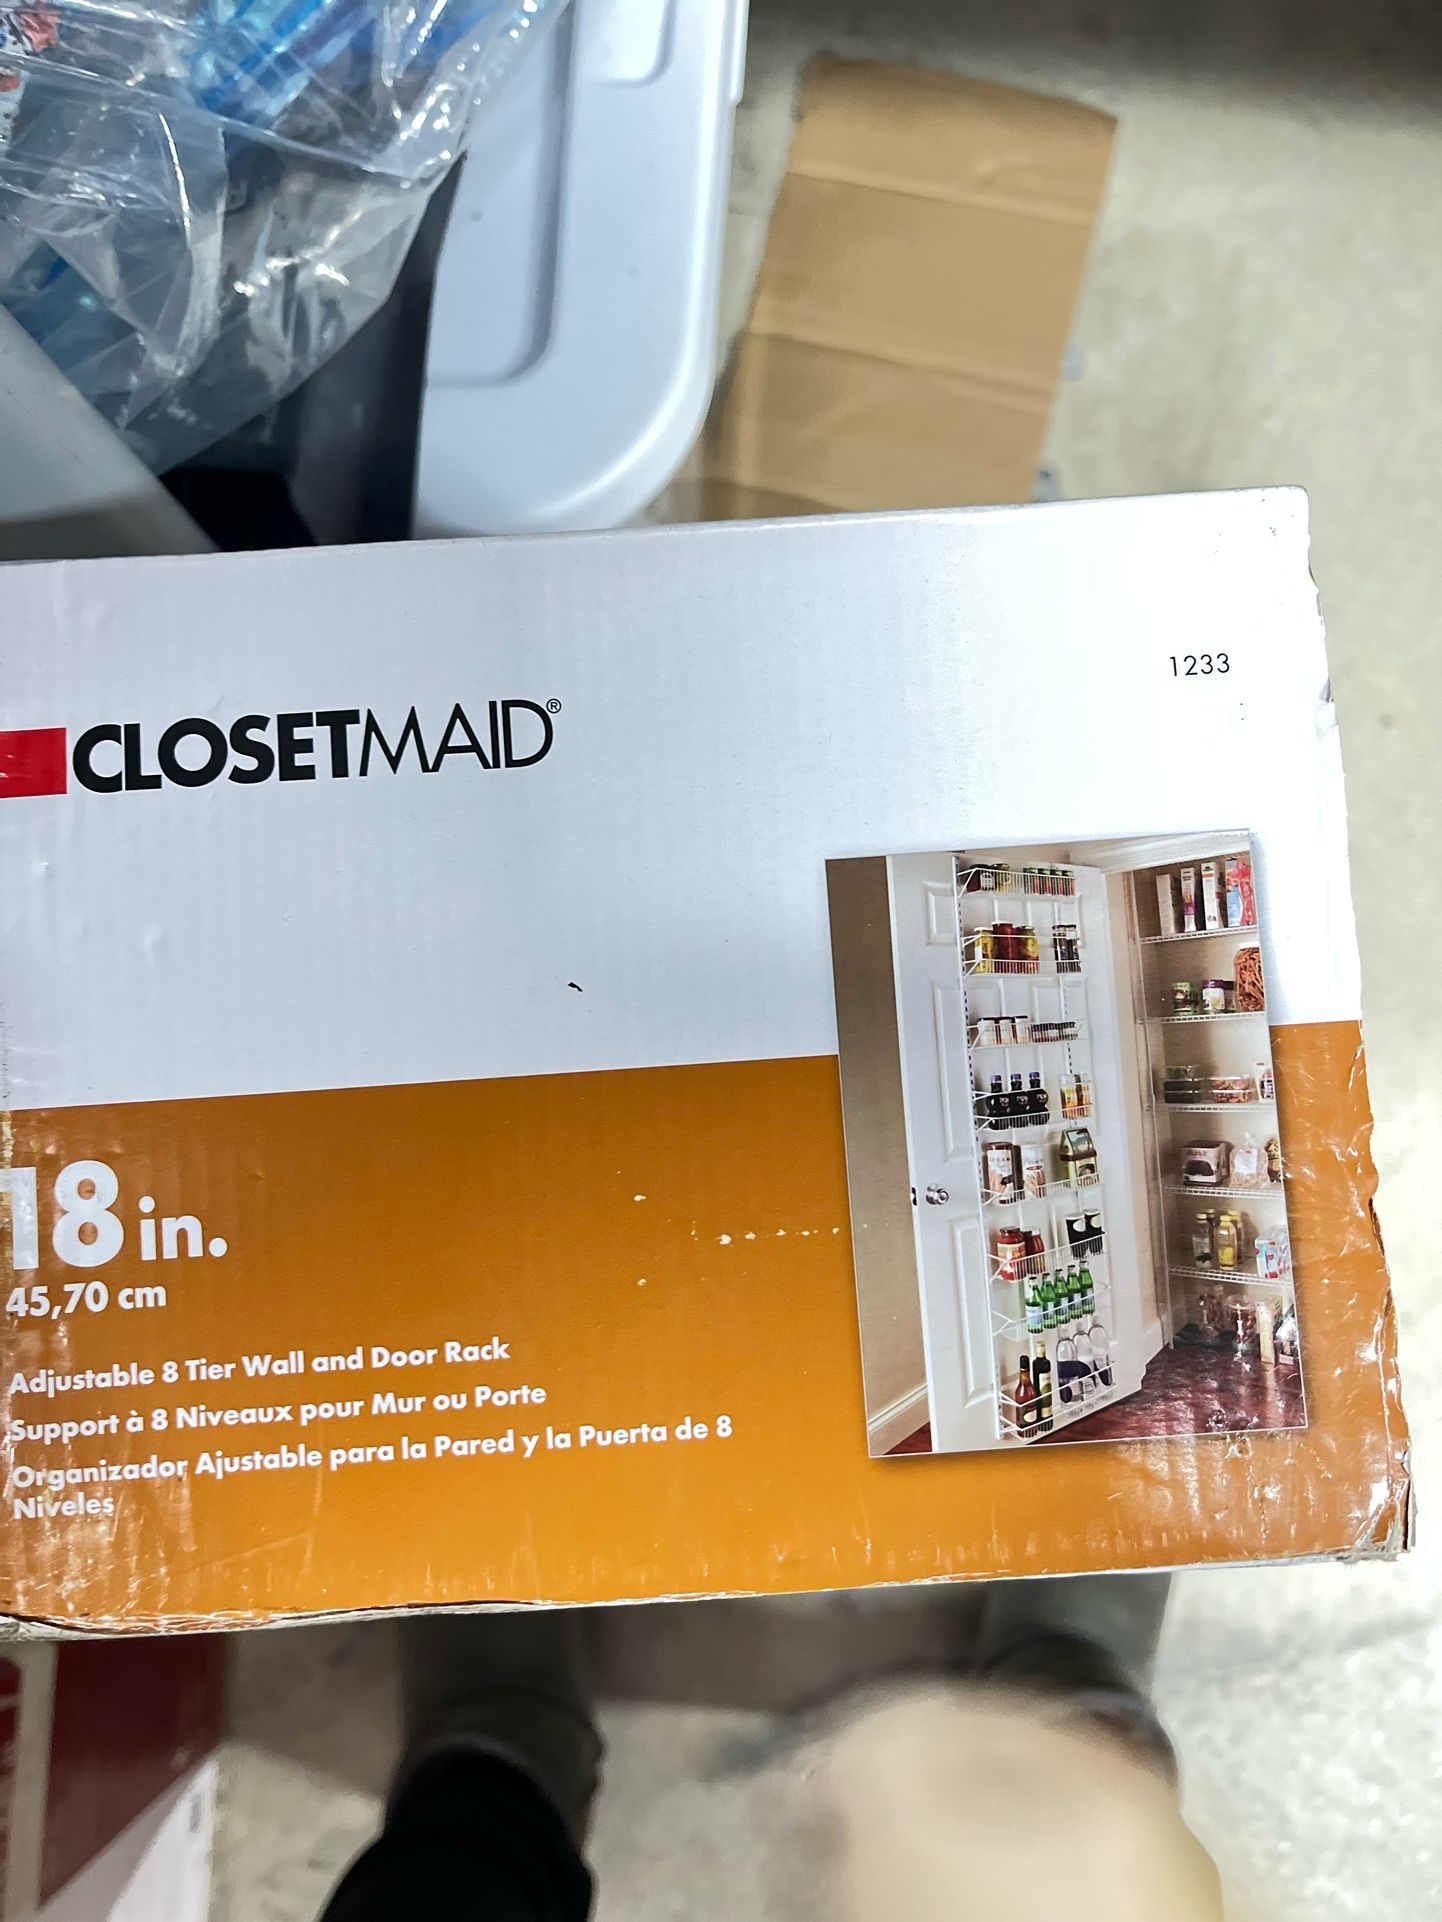 1233
CLOSETMAID®
18 in.
45,70 cm
Adjustable 8 Tier Wall and Door Rack
Support à 8 Niveaux pour Mur ou Porte
Organizador Ajustable para la Pared y la Puerta de 8
Niveles